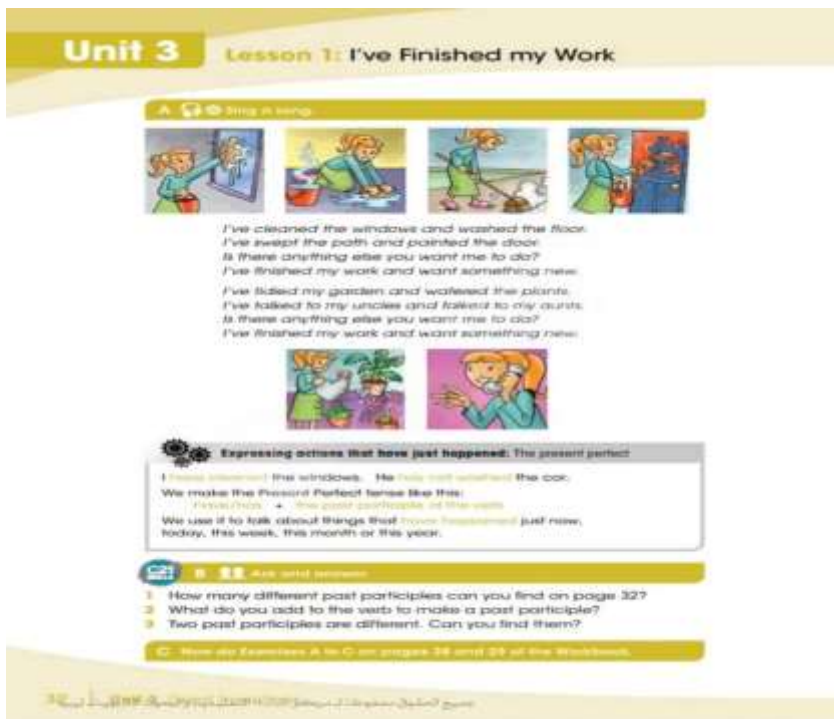 Unit 3 Lesson 1: I've Finished my Work
A Sing a song.
I've cleaned the windows and washed the floor.
I've swept the path and painted the door.
Is there anything else you want me to do?
I've finished my work and want something new.
I've tidied my garden and watered the plants.
I've talked to my uncles and talked to my aunts.
Is there anything else you want me to do?
I've finished my work and want something new.
Expressing actions that have just happened: The present perfect
I have cleaned the windows. He has not washed the car.
We make the Present Perfect tense like this:
have/has + the past participle of the verb
We use it to talk about things that have happened just now,
today, this week, this month or this year.
B Ask and answer.
1 How many different past participles can you find on page 32?
2 What do you add to the verb to make a past participle?
3 Two past participles are different. Can you find them?
C Now do Exercises A to C on pages 28 and 29 of the Workbook.
32